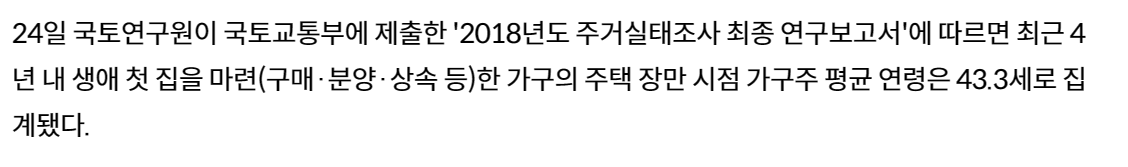 24일 국토연구원이 국토교통부에 제출한 '2018년도 주거실태조사 최종 연구보고서'에 따르면 최근 4
년 내 생애 첫 집을 마련(구매·분양·상속 등)한 가구의 주택 장만 시점 가구주 평균 연령은 43.3세로 집
계됐다.